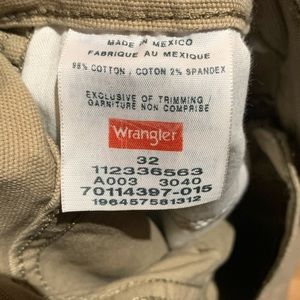 MADE IN MEXICO
FABRIQUE AU MEXIQUE
98% COTTON / COTON 2% SPANDEX
EXCLUSIVE OF TRIMMING /
GARNITURE NON COMPRISE
Wrangler
32
112336563
A003 3040
70114397-015
196457581312